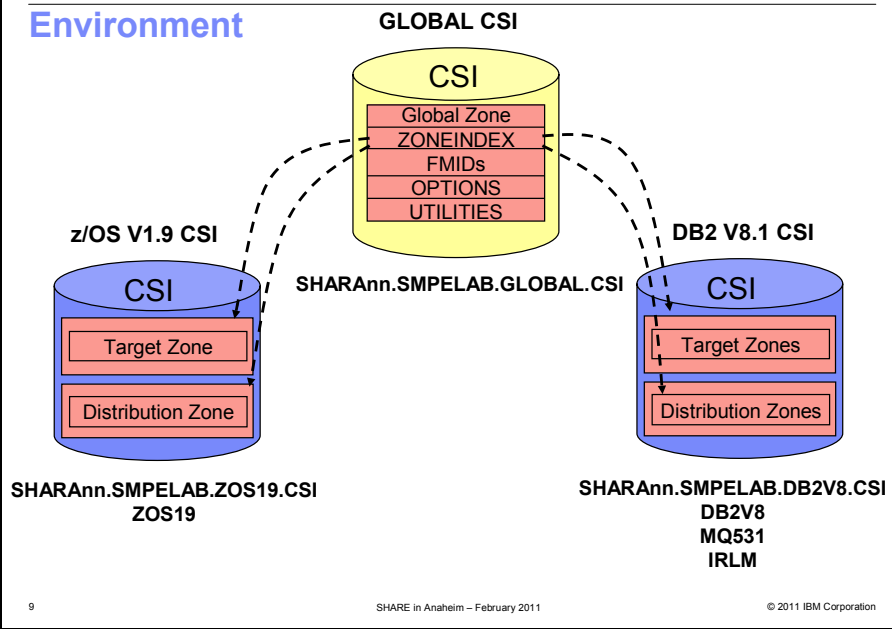 Environment
GLOBAL CSI
CSI
Global Zone
ZONEINDEX
FMIDs
OPTIONS
UTILITIES
SHARAnn.SMPELAB.GLOBAL.CSI
z/OS V1.9 CSI
CSI
Target Zone
Distribution Zone
SHARAnn.SMPELAB.ZOS19.CSI
ZOS19
DB2 V8.1 CSI
CSI
Target Zones
Distribution Zones
SHARAnn.SMPELAB.DB2V8.CSI
DB2V8
MQ531
IRLM
9
SHARE in Anaheim – February 2011
© 2011 IBM Corporation